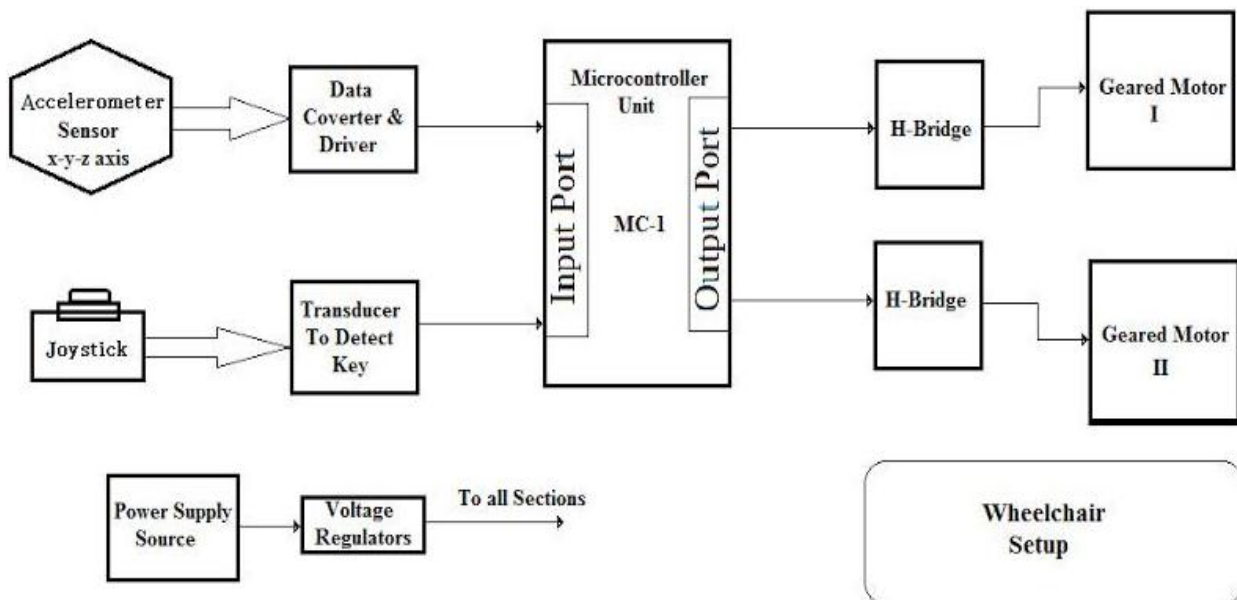 Accelerometer
Sensor
x-y-z axis
Data
Coverter &
Driver
Microcontroller
Unit
Input Port
MC-1
Output Port
H-Bridge
Geared Motor
I
Joystick
Transducer
To Detect
Key
H-Bridge
Geared Motor
II
Power Supply
Source
Voltage
Regulators
To all Sections
Wheelchair
Setup